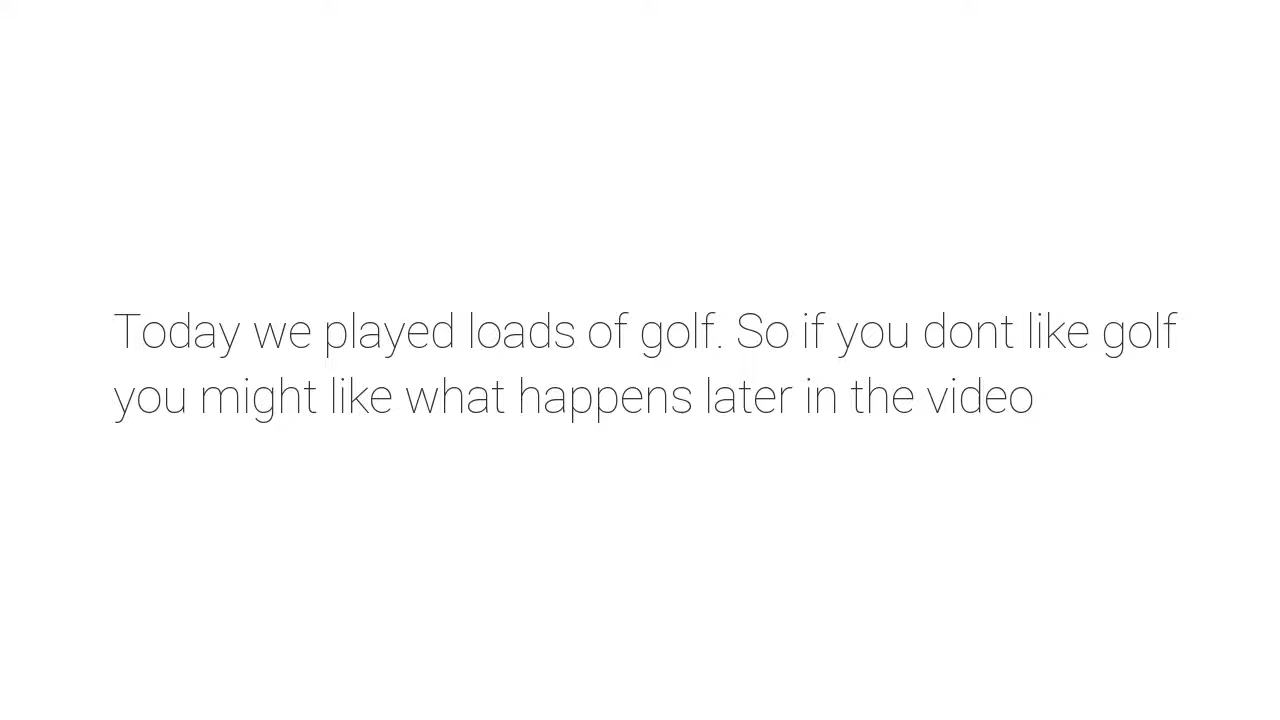 Today we played loads of golf. So if you dont like golf
you might like what happens later in the video